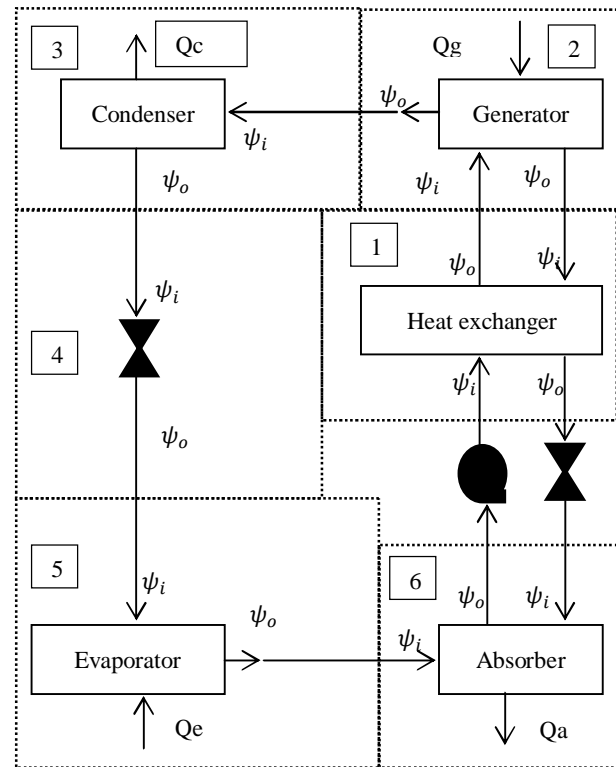 3
Qc
Qg
2
Condenser
ψₒ
Generator
ψᵢ
ψₒ
ψᵢ
ψₒ
1
ψₒ
ψᵢ
ψᵢ
Heat exchanger
4
ψᵢ
ψₒ
ψₒ
5
ψᵢ
6
ψₒ
ψₒ
ψᵢ
ψᵢ
Evaporator
Absorber
Qe
Qa